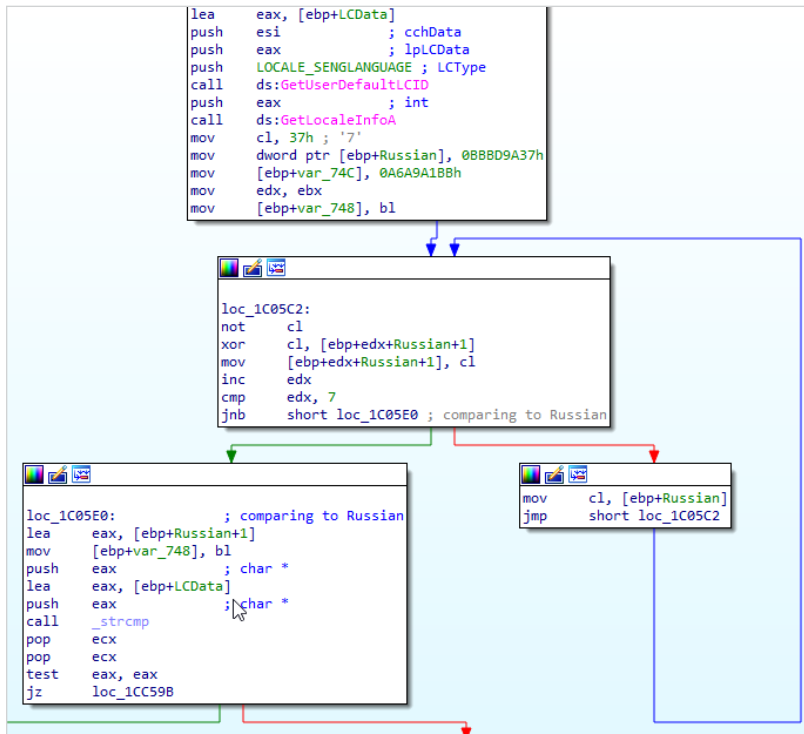 lea eax, [ebp+LCData]
push esi ; cchData
push eax ; lpLCData
push LOCALE_SENGLANGUAGE ; LCType
call ds:GetUserDefaultLCID
push eax ; int
call ds:GetLocaleInfoA
mov cl, 37h ; '7'
mov dword ptr [ebp+Russian], 0BBBD9A37h
mov [ebp+var_74C], 0A6A9A1BBh
mov edx, ebx
mov [ebp+var_748], bl
loc_1C05C2:
not cl
xor cl, [ebp+edx+Russian+1]
mov [ebp+edx+Russian+1], cl
inc edx
cmp edx, 7
jnb short loc_1C05E0 ; comparing to Russian
loc_1C05E0: ; comparing to Russian
lea eax, [ebp+Russian+1]
mov [ebp+var_748], bl
push eax ; char *
lea eax, [ebp+LCData]
push eax ; char *
call _strcmp
pop ecx
pop ecx
test eax, eax
jz loc_1CC59B
mov cl, [ebp+Russian]
jmp short loc_1C05C2